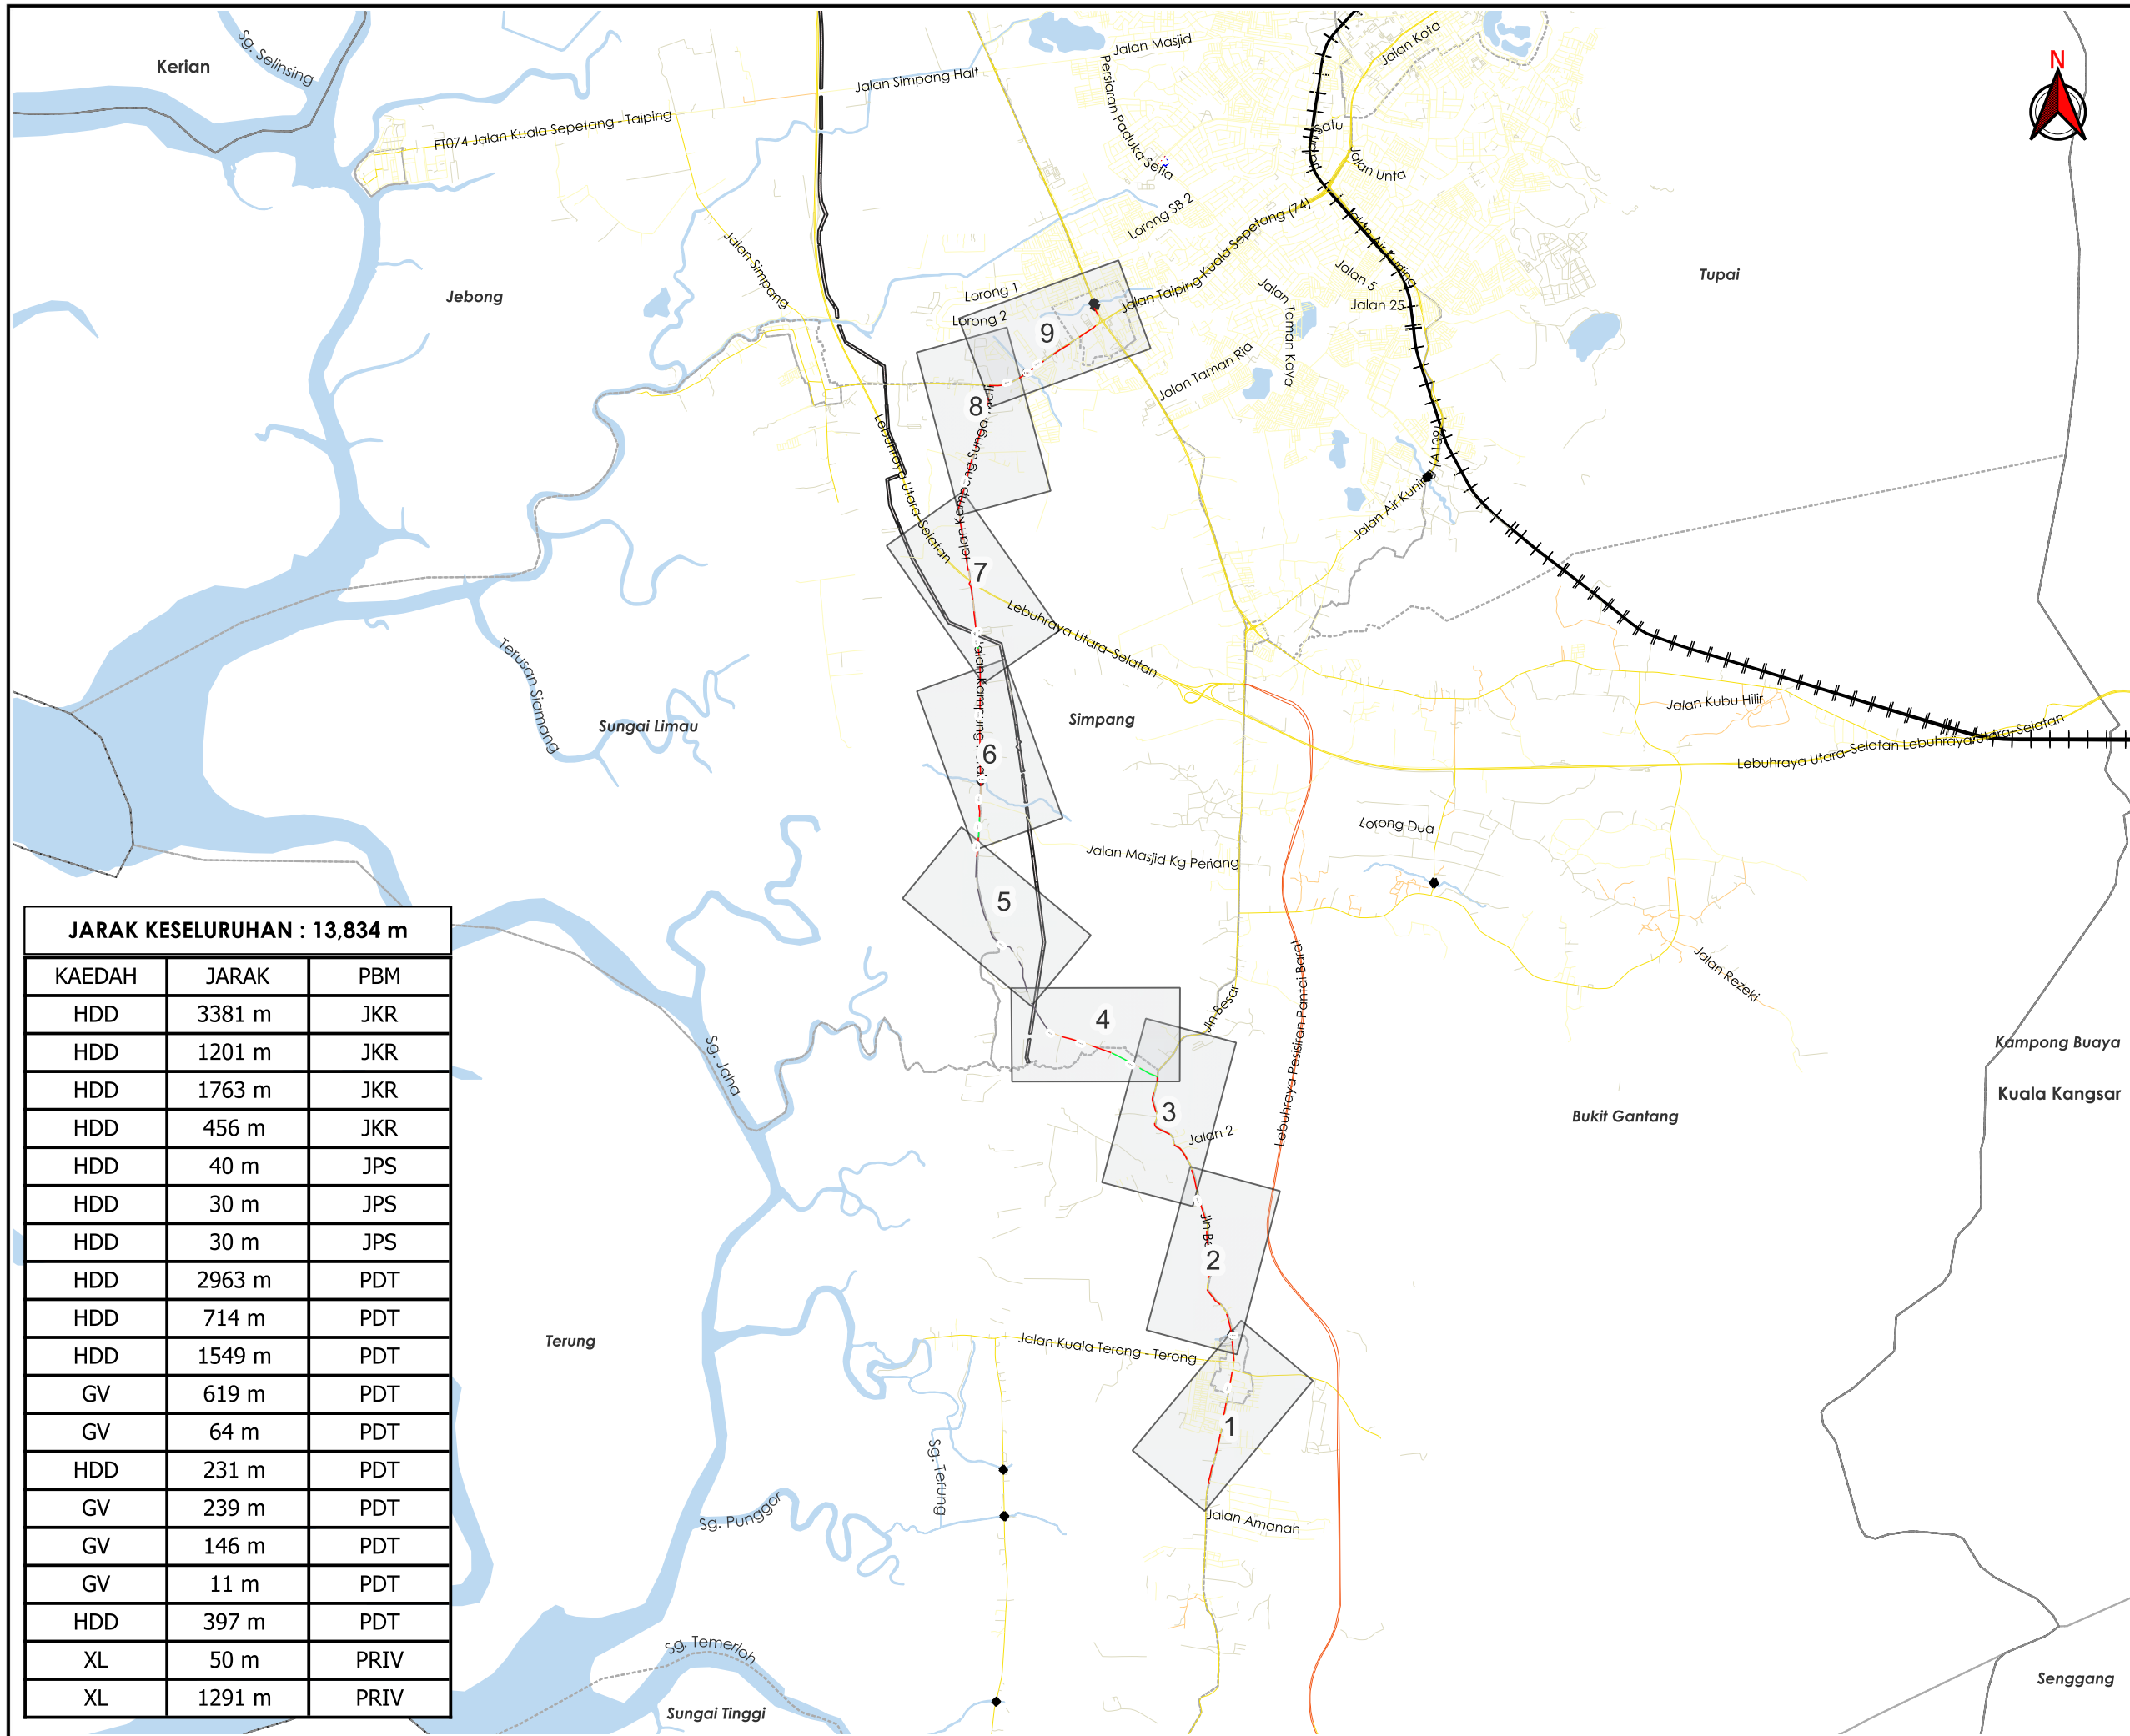 Kerian
Sg. Selinsing
Jalan Masjid
Jalan Kota
N
Jalan Simpang Halt
Persiaran Paduka Setia
FT074 Jalan Kuala Sepetang - Taiping
Satu
Jalan Unta
Lorong SB 2
Jalan Taiping-Kuala Sepetang (74)
Jalan Air Kuning
Jalan Simpang
Jebong
Tupai
Lorong 1
Lorong 2
Jalan 5
Jalan 25
Jalan Taman Kaya
9
Jalan Taman Ria
8
Lebuhraya Utara-Selatan
Jalan Air Kuning (A109)
7
Lebuhraya Utara-Selatan
Terusan Siamang
Sungai Limau
Simpang
6
Jalan Kubu Hilir
Lebuhraya Utara-Selatan Lebuhraya Utara-Selatan
Lorong Dua
Jalan Masjid Kg Periang
5
Jalan Rezeki
4
Jln Besar
Lebuhraya Pesisiran Pantai Barat
Sg. Jaha
Kampong Buaya
Kuala Kangsar
3
Jalan 2
Bukit Gantang
2
Terung
Jalan Kuala Terong - Terong
1
Sg. Terung
Sg. Punggor
Jalan Amanah
Sg. Temerloh
Sungai Tinggi
Senggang
JARAK KESELURUHAN : 13,834 m
KAEDAH JARAK PBM
HDD 3381 m JKR
HDD 1201 m JKR
HDD 1763 m JKR
HDD 456 m JKR
HDD 40 m JPS
HDD 30 m JPS
HDD 30 m JPS
HDD 2963 m PDT
HDD 714 m PDT
HDD 1549 m PDT
GV 619 m PDT
GV 64 m PDT
HDD 231 m PDT
GV 239 m PDT
GV 146 m PDT
GV 11 m PDT
HDD 397 m PDT
XL 50 m PRIV
XL 1291 m PRIV